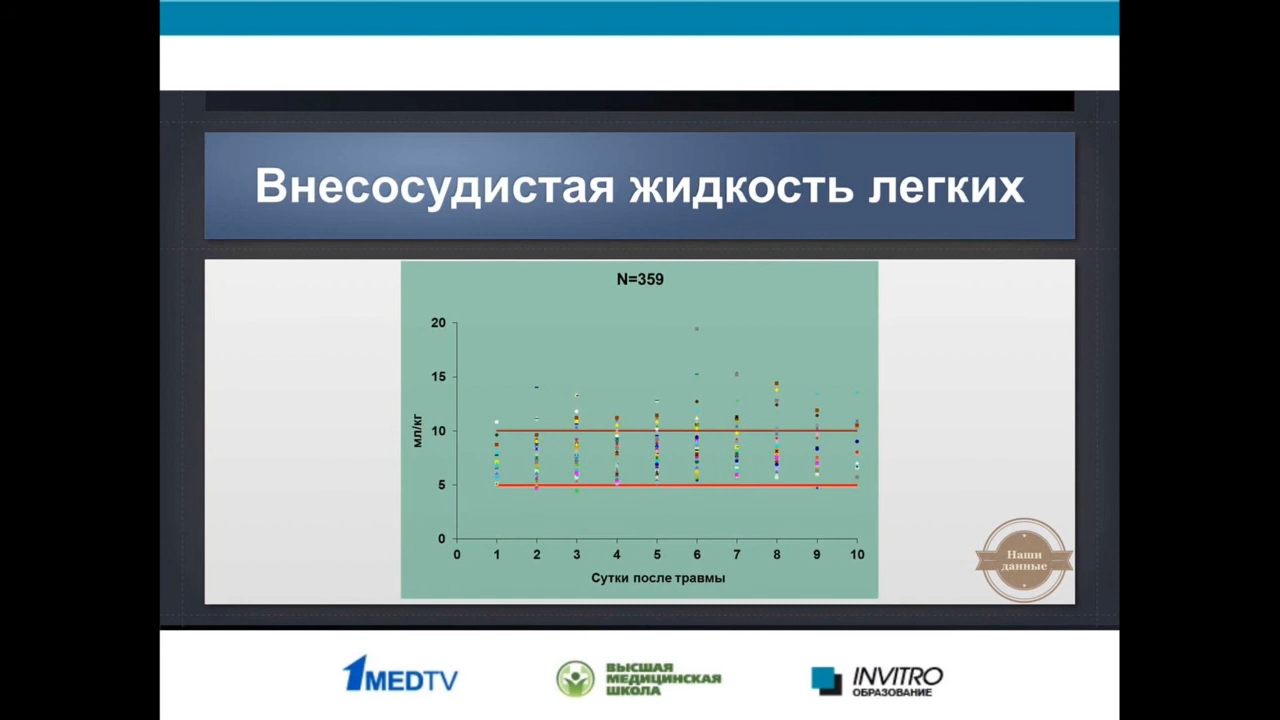 Внесосудистая жидкость легких
N=359
20
15
10
5
0
мл/кг
0 1 2 3 4 5 6 7 8 9 10
Сутки после травмы
Наши
данные
1MEDTV
ВЫСШАЯ
МЕДИЦИНСКАЯ
ШКОЛА
INVITRO
ОБРАЗОВАНИЕ